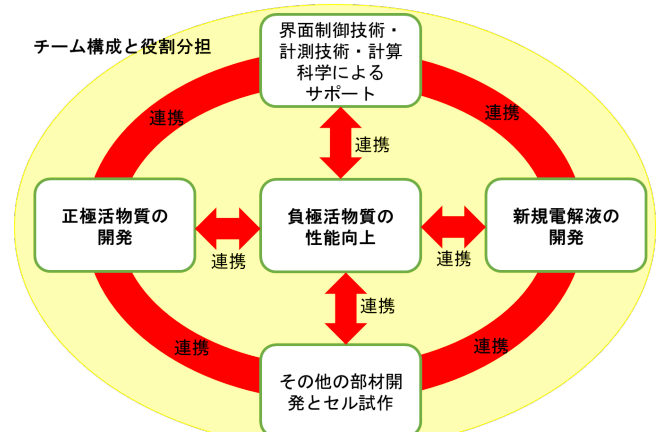 チーム構成と役割分担
界面制御技術・
計測技術・計算
科学による
サポート
連携
連携
連携
正極活物質の
開発
負極活物質の
性能向上
新規電解液の
開発
連携
連携
連携
連携
連携
その他の部材開
発とセル試作